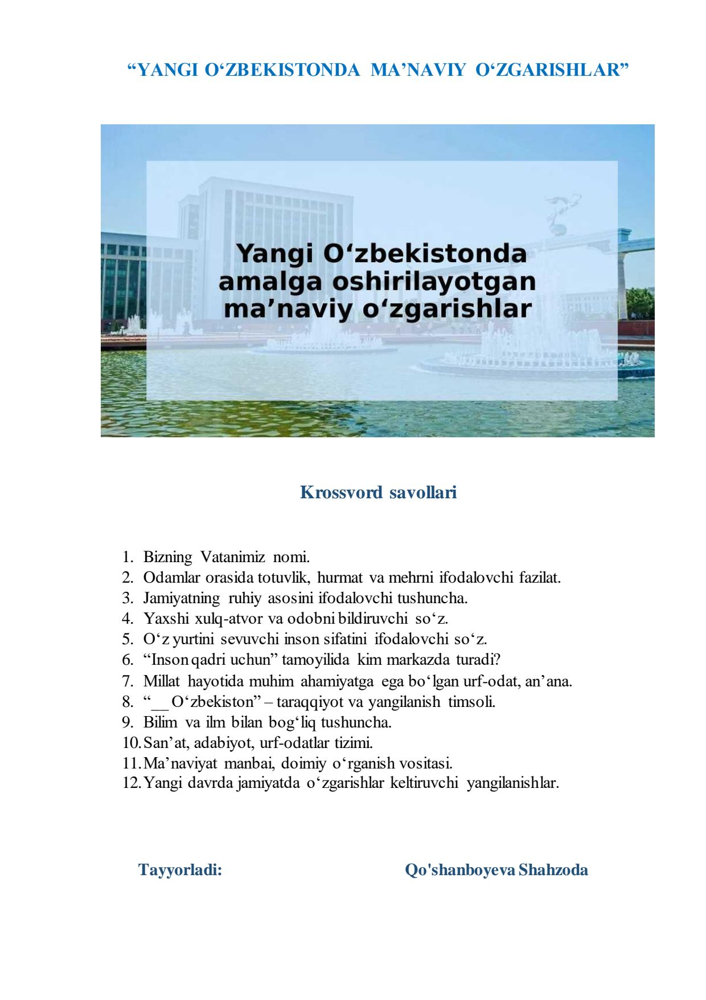 “YANGI O‘ZBEKISTONDA MA’NAVIY O‘ZGARISHLAR”
Yangi O‘zbekistonda
amalga oshirilayotgan
ma’naviy o‘zgarishlar
Krossvord savollari
1. Bizning Vatanimiz nomi.
2. Odamlar orasida totuvlik, hurmat va mehrni ifodalovchi fazilat.
3. Jamiyatning ruhiy asosini ifodalovchi tushuncha.
4. Yaxshi xulq-atvor va odobni bildiruvchi so‘z.
5. O‘z yurtini sevuvchi inson sifatini ifodalovchi so‘z.
6. “Inson qadri uchun” tamoyilida kim markazda turadi?
7. Millat hayotida muhim ahamiyatga ega bo‘lgan urf-odat, an’ana.
8. “__ O‘zbekiston” – taraqqiyot va yangilanish timsoli.
9. Bilim va ilm bilan bog‘liq tushuncha.
10. San’at, adabiyot, urf-odatlar tizimi.
11. Ma’naviyat manbai, doimiy o‘rganish vositasi.
12. Yangi davrda jamiyatda o‘zgarishlar keltiruvchi yangilanishlar.
Tayyorladi: Qo'shanboyeva Shahzoda